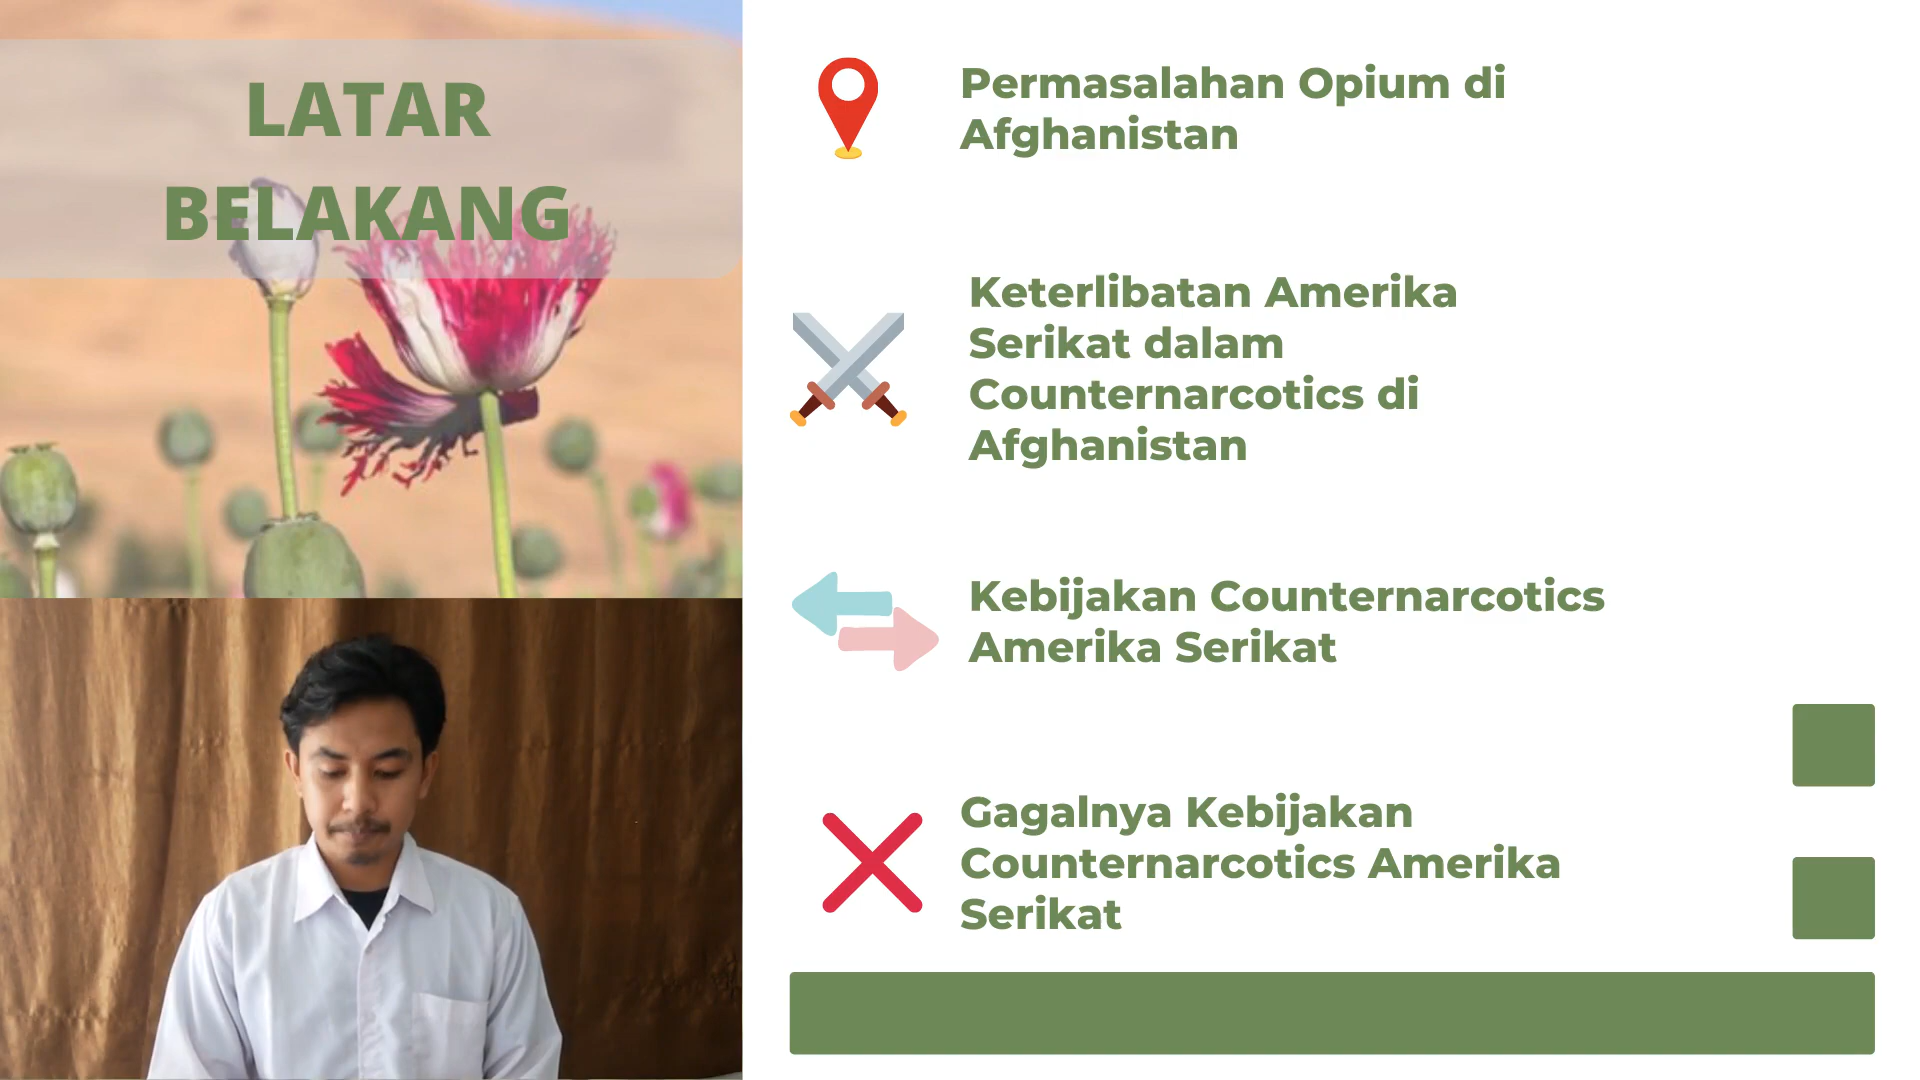 LATAR
BELAKANG
Permasalahan Opium di
Afghanistan
Keterlibatan Amerika
Serikat dalam
Counternarcotics di
Afghanistan
Kebijakan Counternarcotics
Amerika Serikat
Gagalnya Kebijakan
Counternarcotics Amerika
Serikat